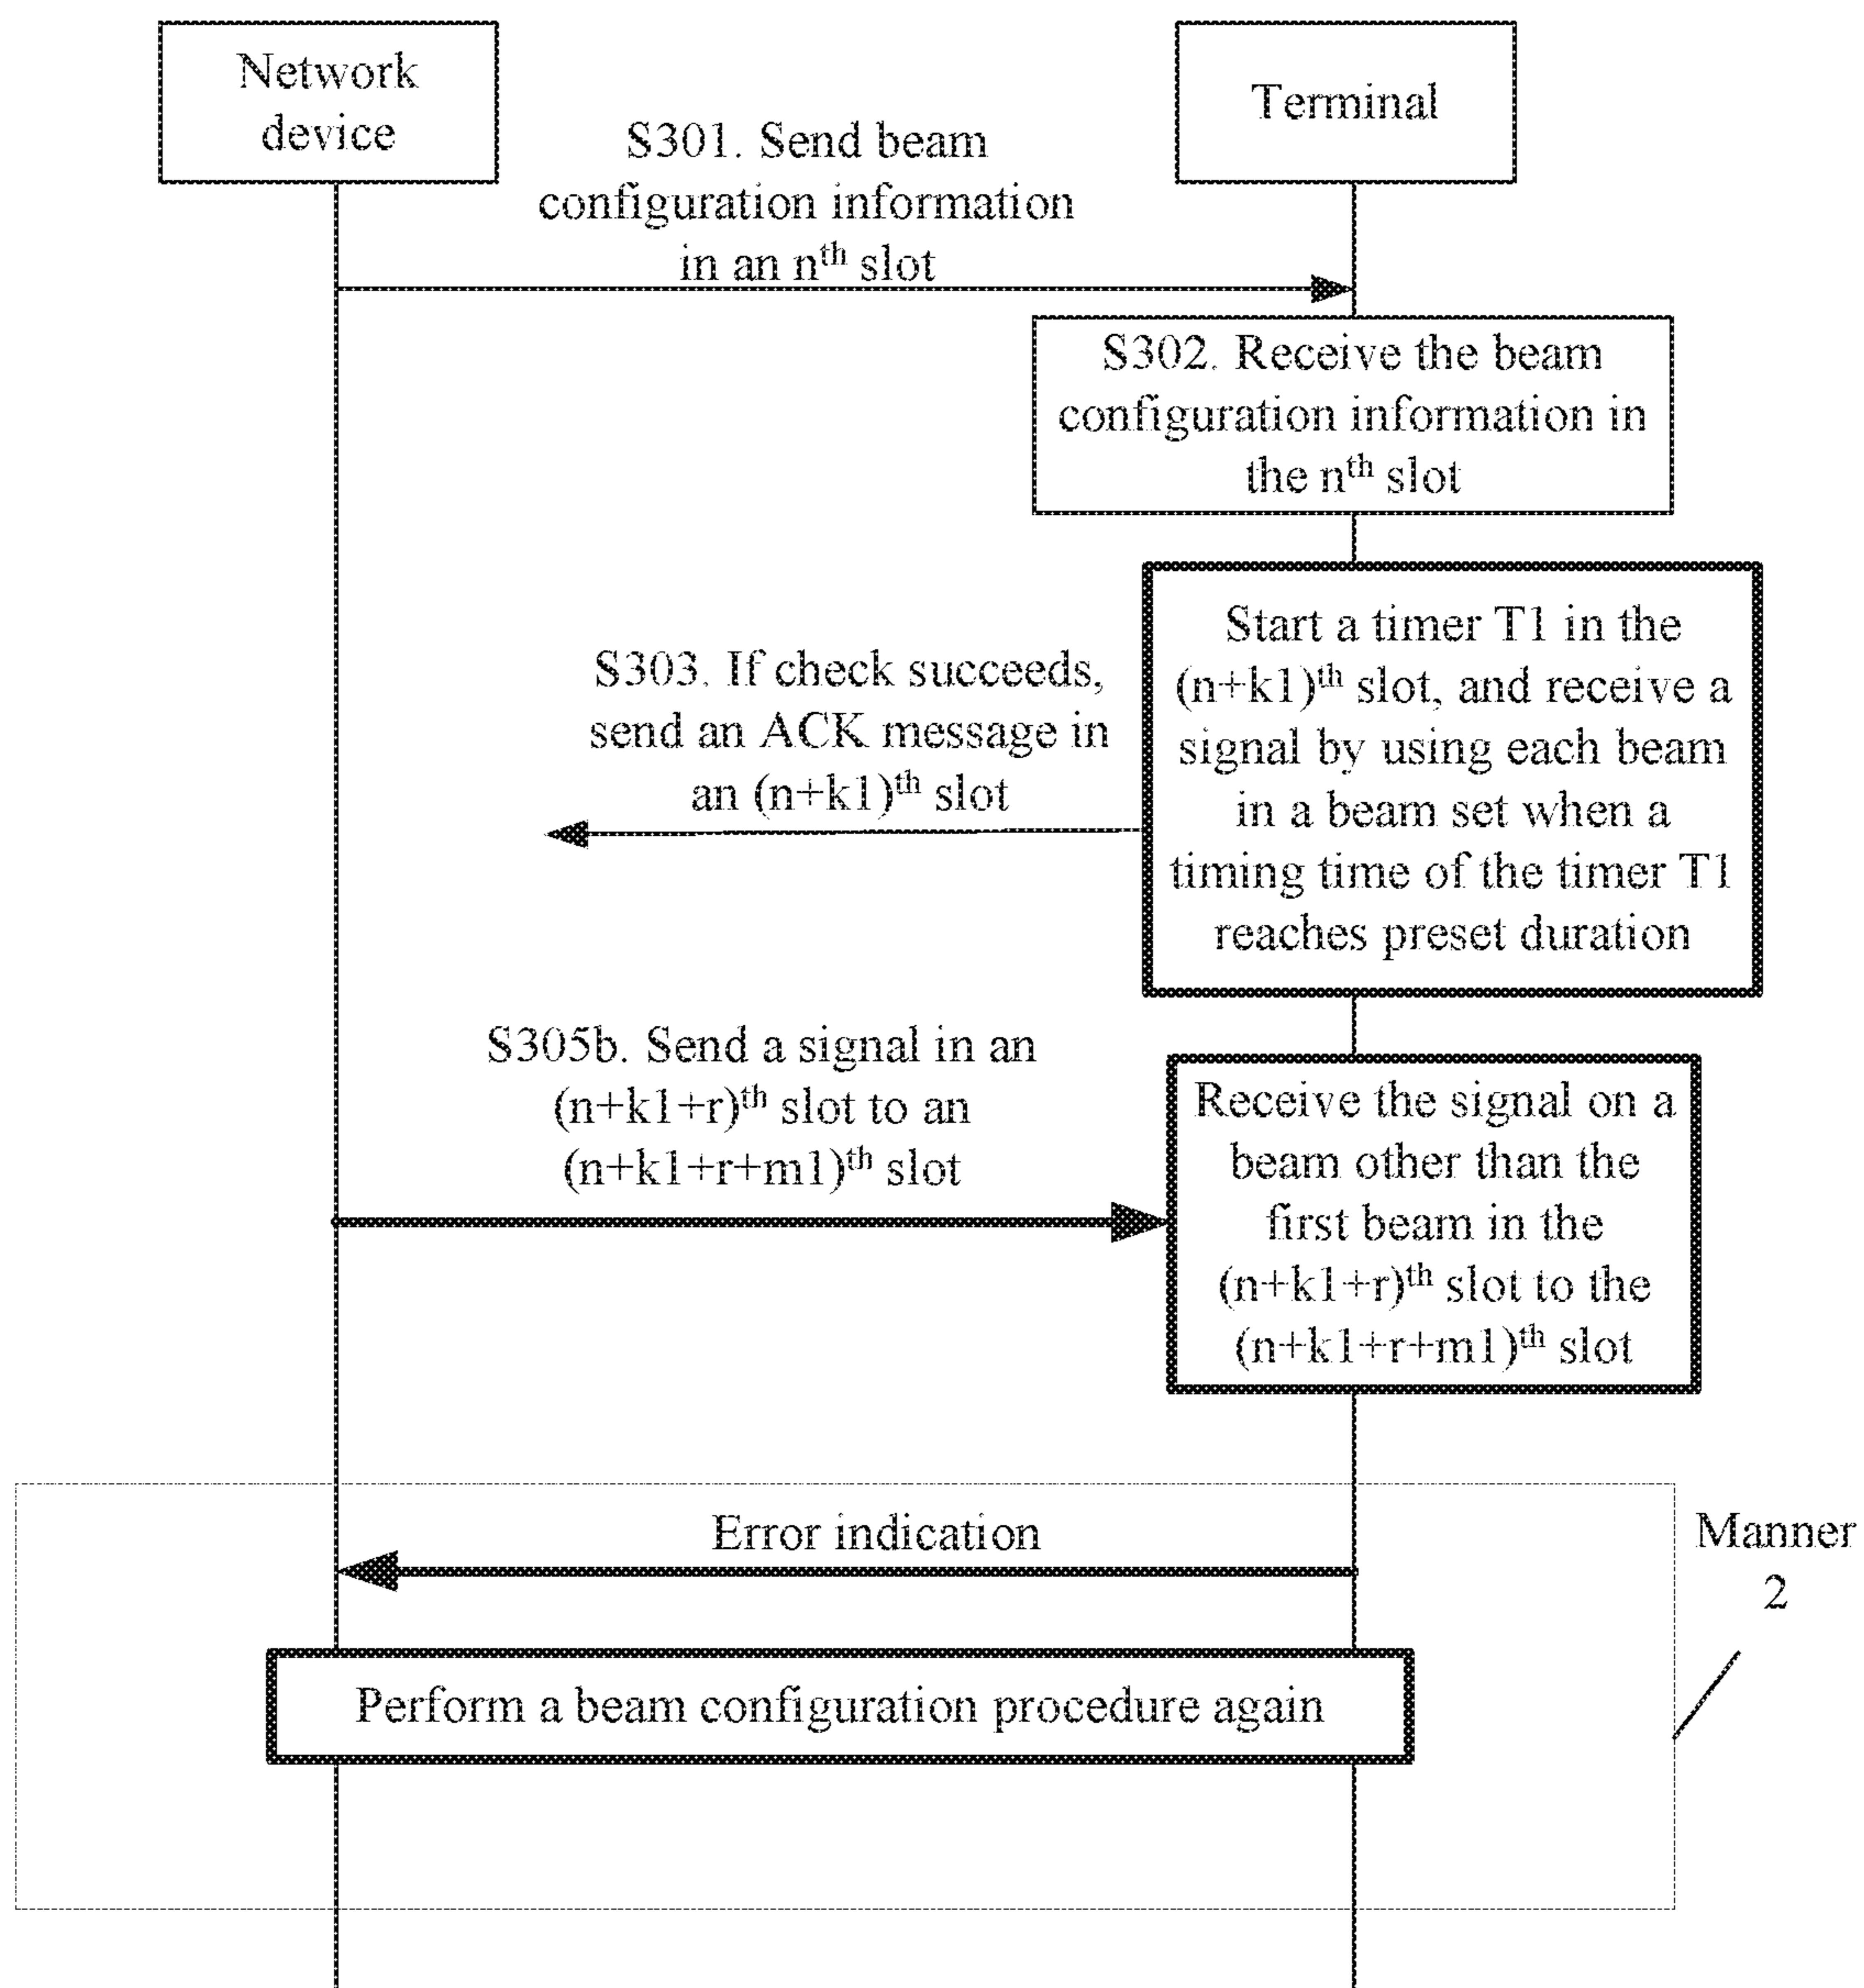 Network
device
Terminal
S301. Send beam
configuration information
in an nth slot
S302. Receive the beam
configuration information in
the nth slot
Start a timer T1 in the
(n+k1)th slot, and receive a
signal by using each beam
in a beam set when a
timing time of the timer T1
reaches preset duration
S303. If check succeeds,
send an ACK message in
an (n+k1)th slot
S305b. Send a signal in an
(n+k1+r)th slot to an
(n+k1+r+m1)th slot
Receive the signal on a
beam other than the
first beam in the
(n+k1+r)th slot to the
(n+k1+r+m1)th slot
Error indication
Manner
2
Perform a beam configuration procedure again